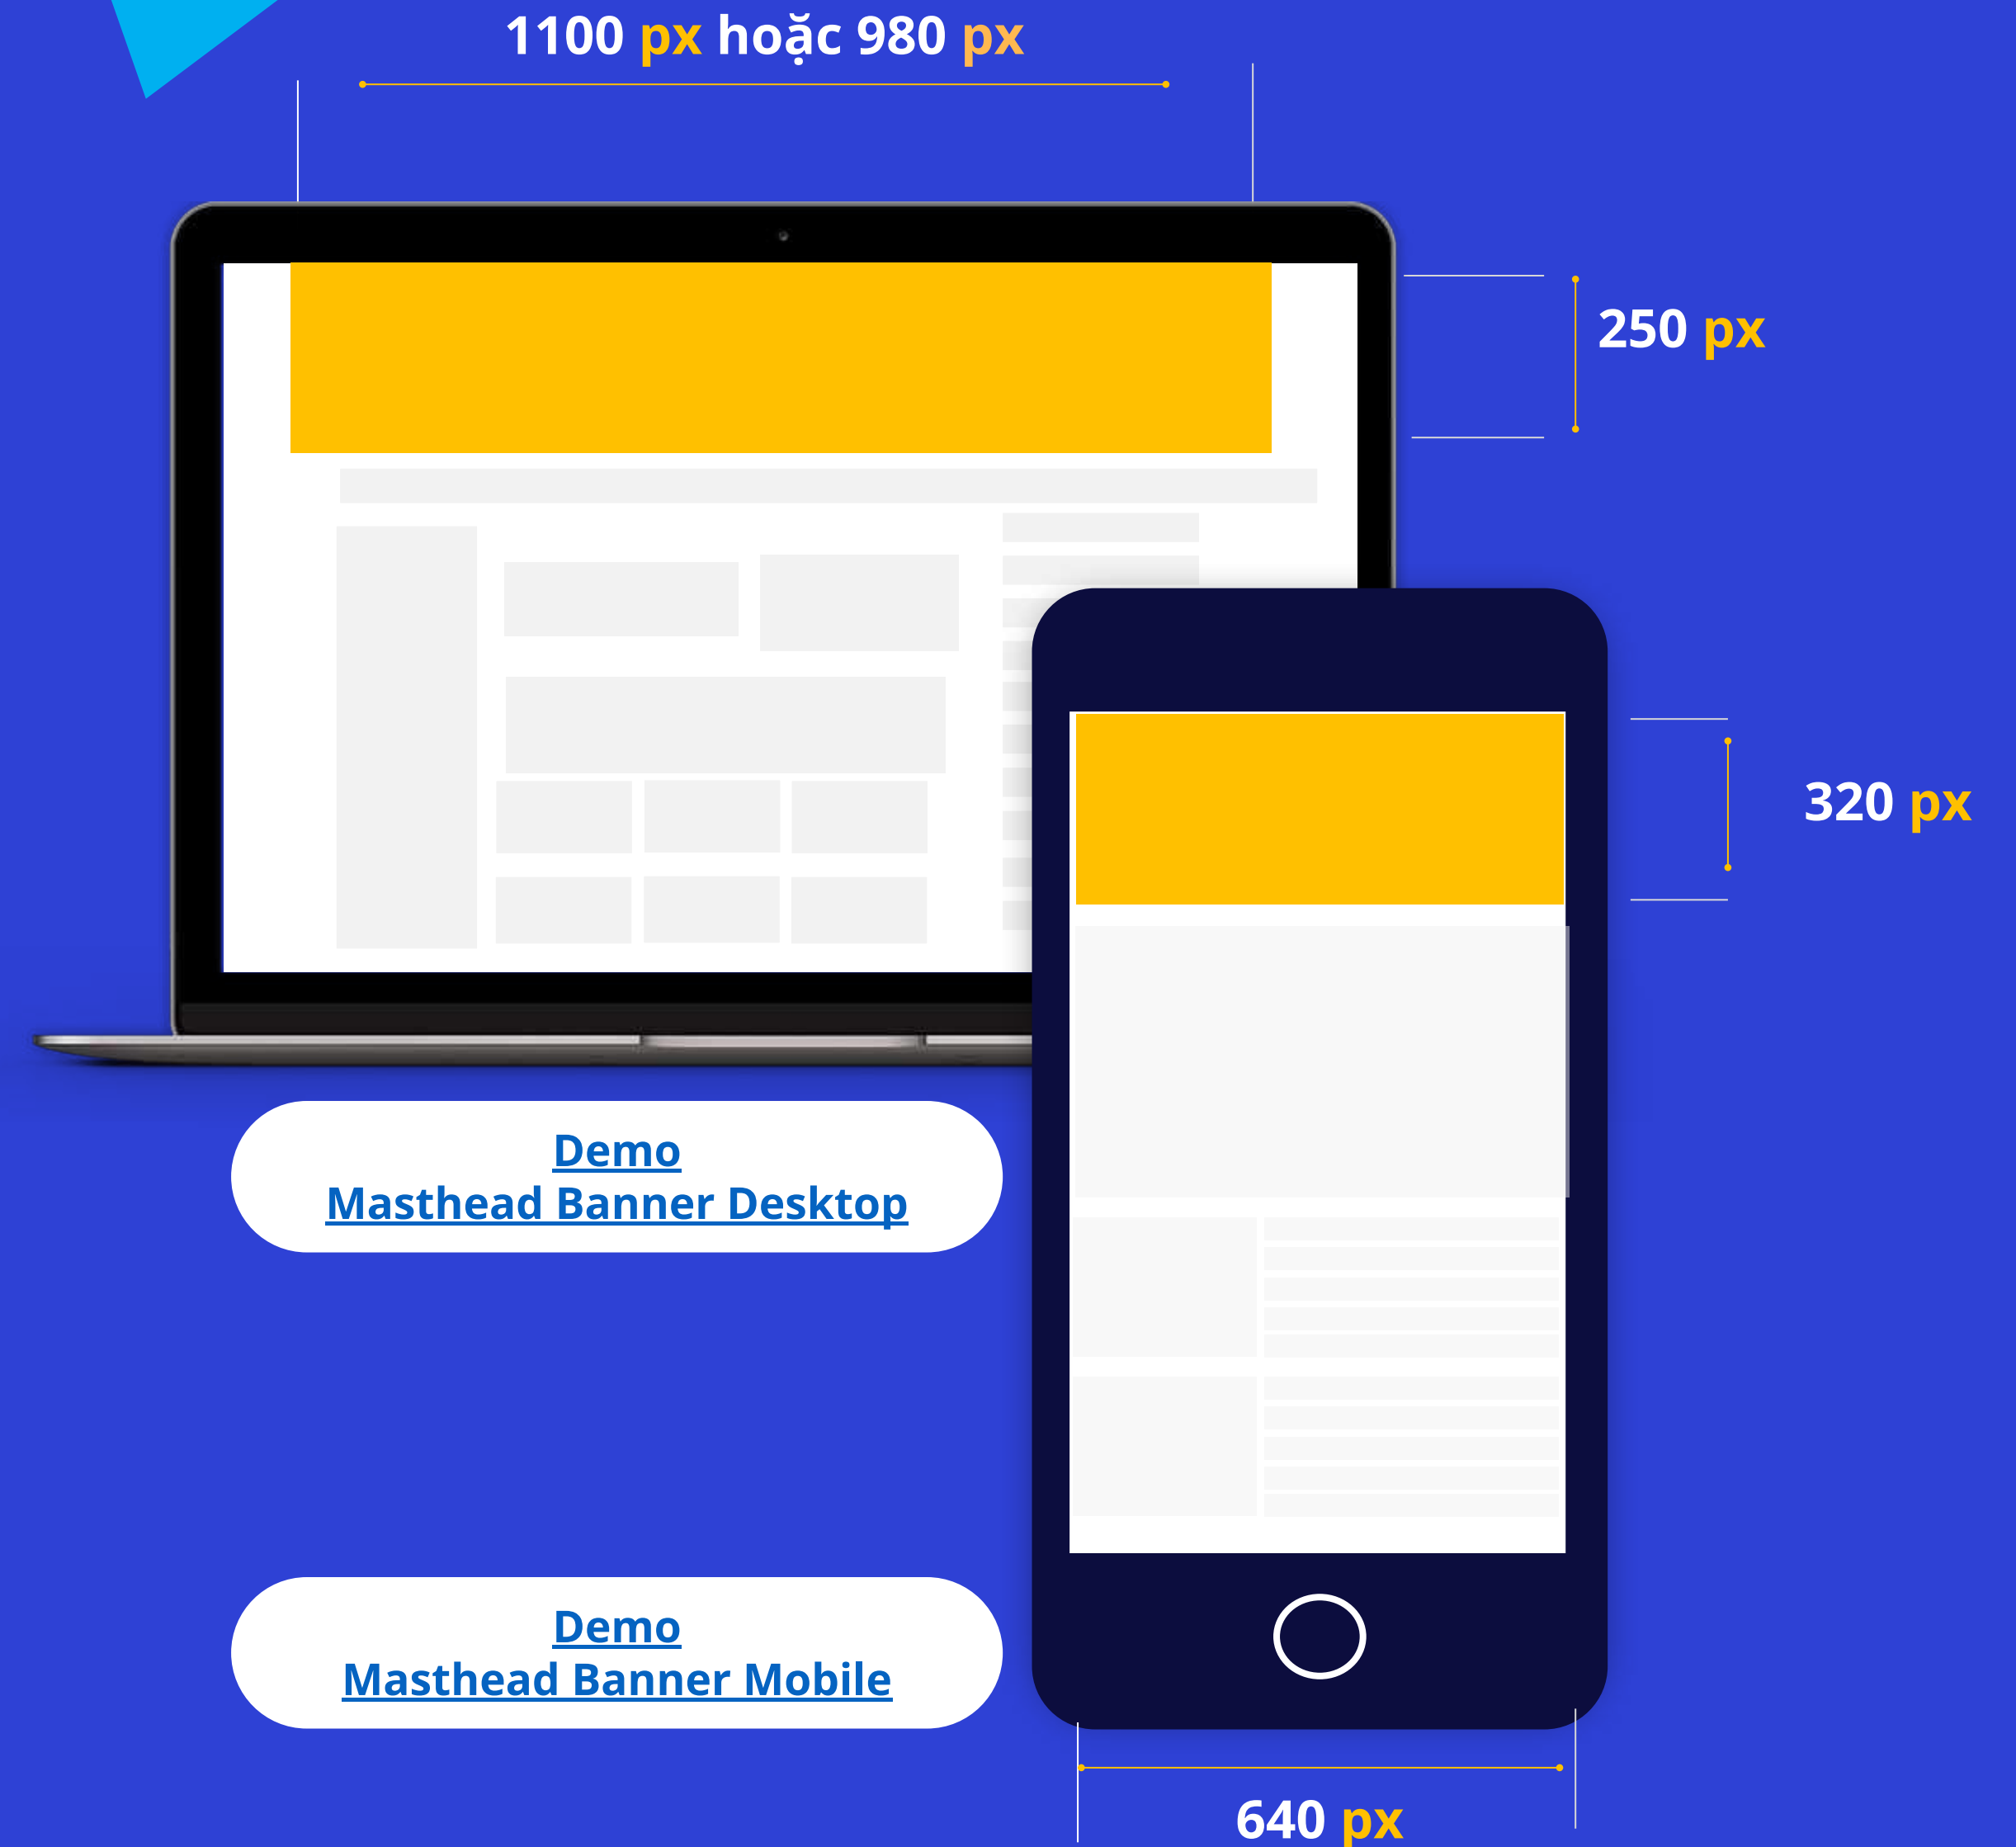 1100 px hoặc 980 px
250 px
320 px
Demo
Masthead Banner Desktop
Demo
Masthead Banner Mobile
640 px